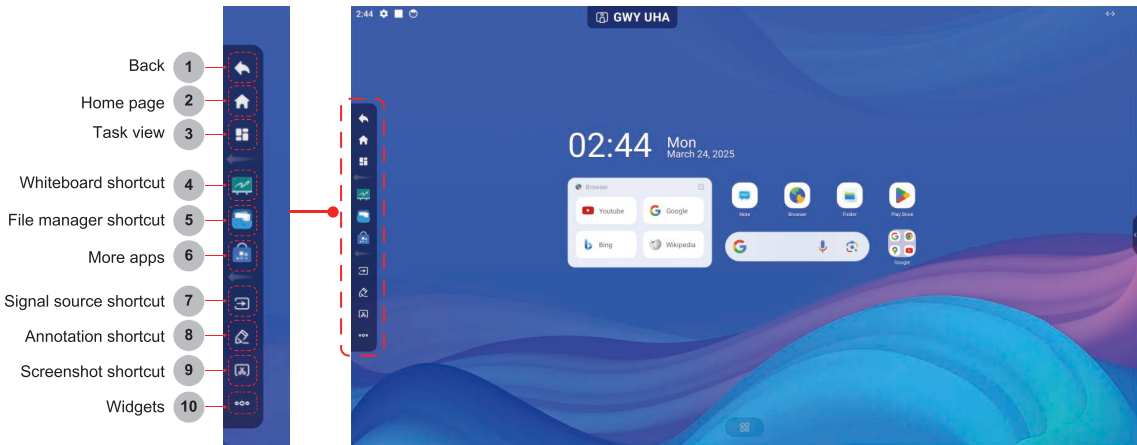 Back 1
Home page 2
Task view 3
Whiteboard shortcut 4
File manager shortcut 5
More apps 6
Signal source shortcut 7
Annotation shortcut 8
Screenshot shortcut 9
Widgets 10
2:44
GWY UHA
02:44
Mon
March 24, 2025
Browser
Youtube
Google
Bing
Wikipedia
Note
Browser
Finder
Play Store
Google